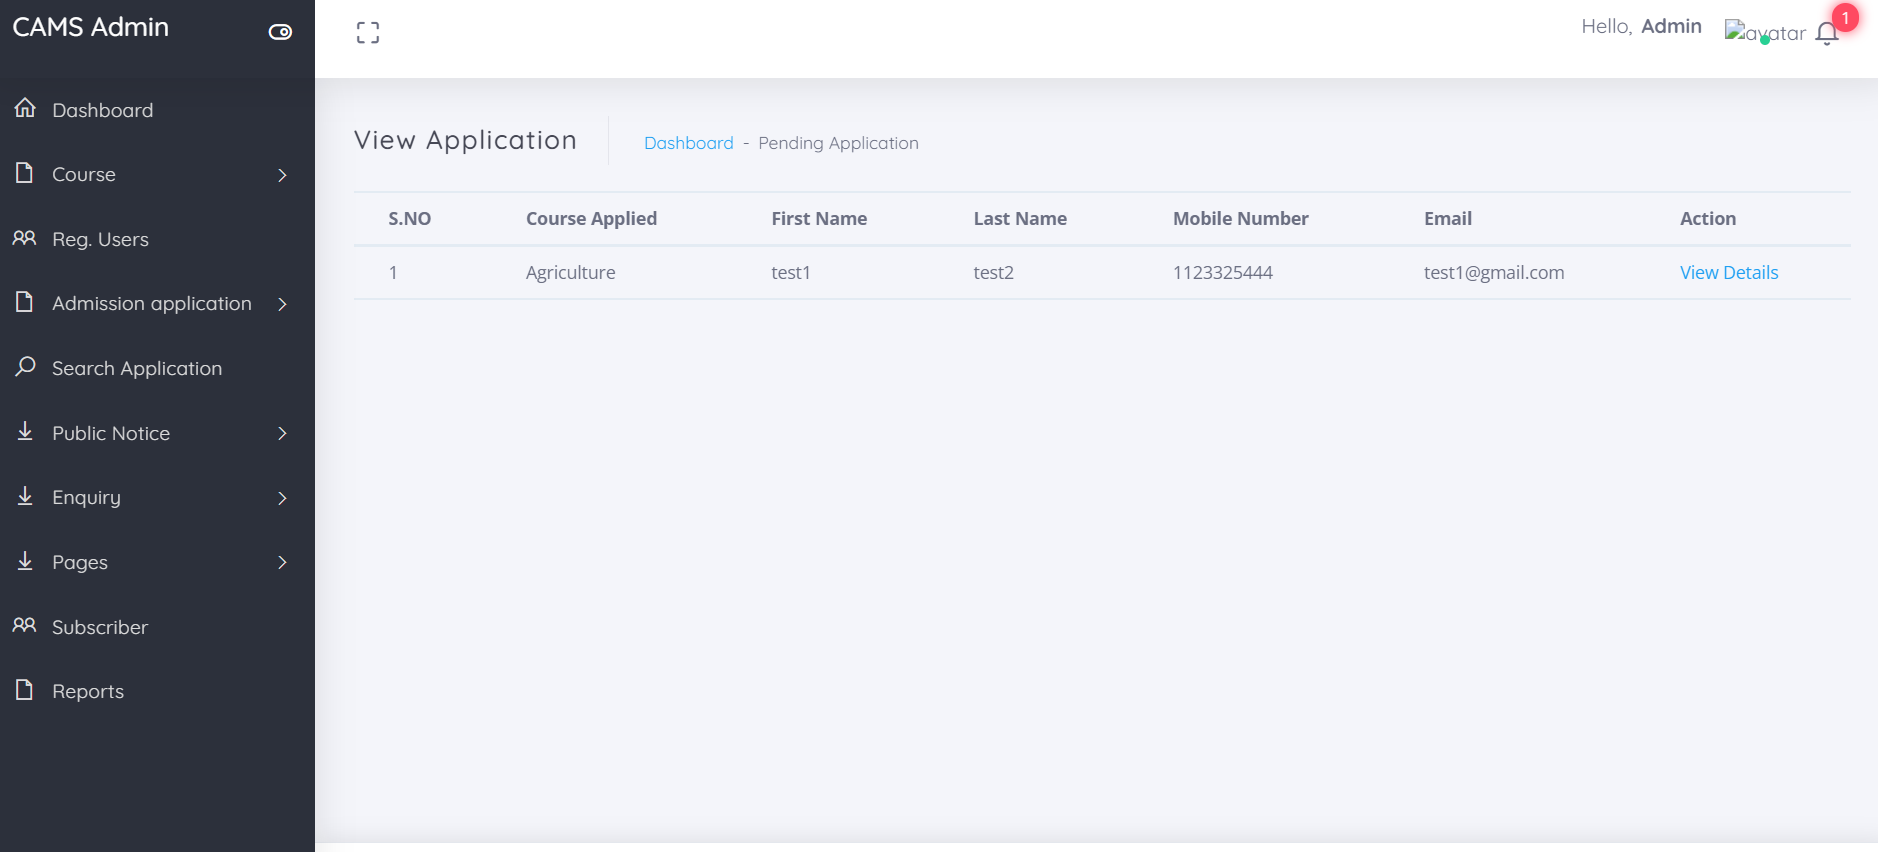 CAMS Admin
Hello, Admin
avatar
1
Dashboard
Course
Reg. Users
Admission application
Search Application
Public Notice
Enquiry
Pages
Subscriber
Reports
View Application
Dashboard - Pending Application
S.NO Course Applied First Name Last Name Mobile Number Email Action
1 Agriculture test1 test2 1123325444 test1@gmail.com View Details